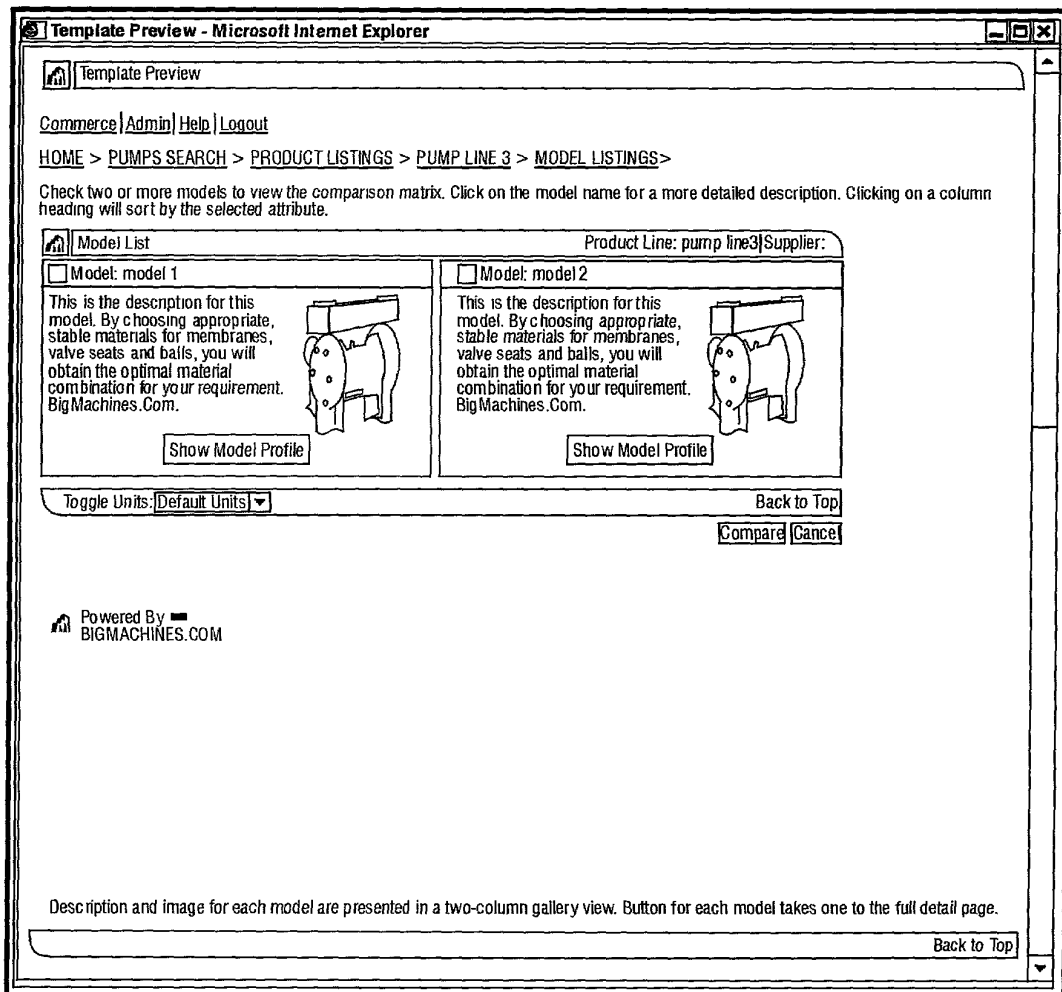 Template Preview - Microsoft Internet Explorer
Template Preview
Commerce|Admin|Help|Logout
HOME > PUMPS SEARCH > PRODUCT LISTINGS > PUMP LINE 3 > MODEL LISTINGS>
Check two or more models to view the comparison matrix. Click on the model name for a more detailed description. Clicking on a column
heading will sort by the selected attribute.
Model List
Product Line: pump line3|Supplier:
Model: model 1
This is the description for this
model. By choosing appropriate,
stable materials for membranes,
valve seats and balls, you will
obtain the optimal material
combination for your requirement.
BigMachines.Com.
Show Model Profile
Model: model 2
This is the description for this
model. By choosing appropriate,
stable materials for membranes,
valve seats and balls, you will
obtain the optimal material
combination for your requirement.
BigMachines.Com.
Show Model Profile
Toggle Units: Default Units
Back to Top
Compare Cancel
Powered By
BIGMACHINES.COM
Description and image for each model are presented in a two-column gallery view. Button for each model takes one to the full detail page.
Back to Top